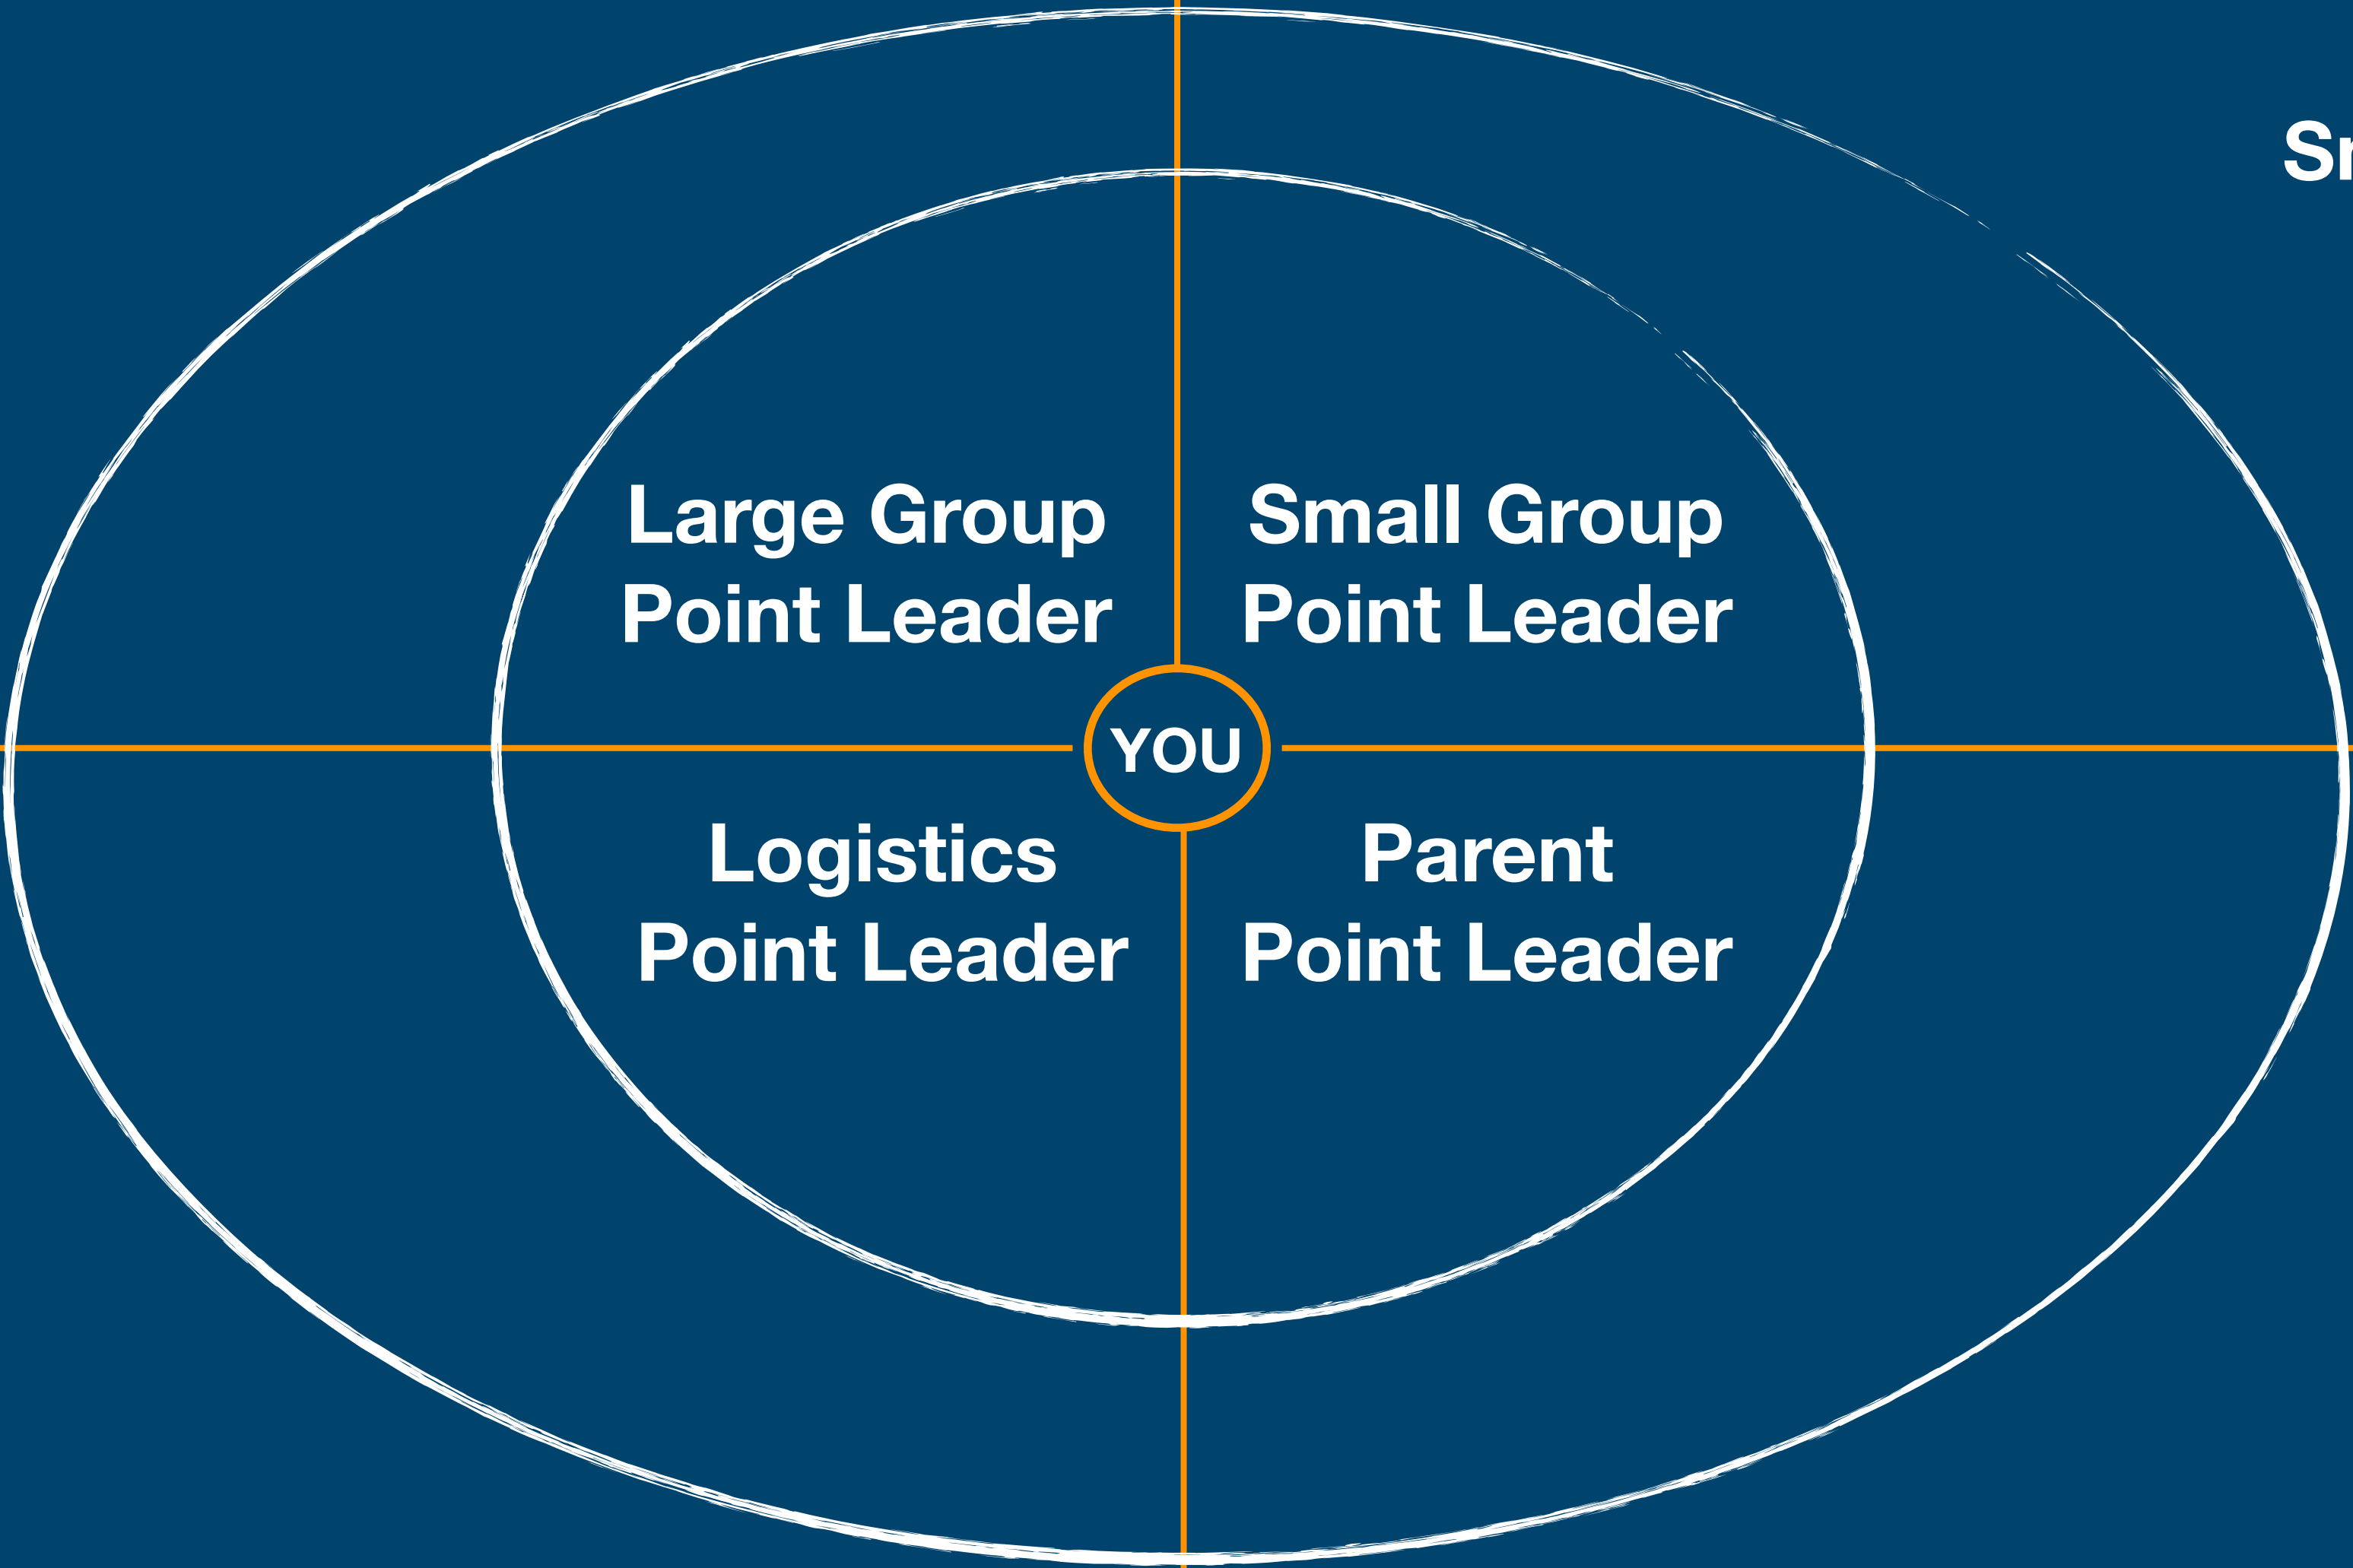 Large Group
Point Leader
Small Group
Point Leader
YOU
Logistics
Point Leader
Parent
Point Leader